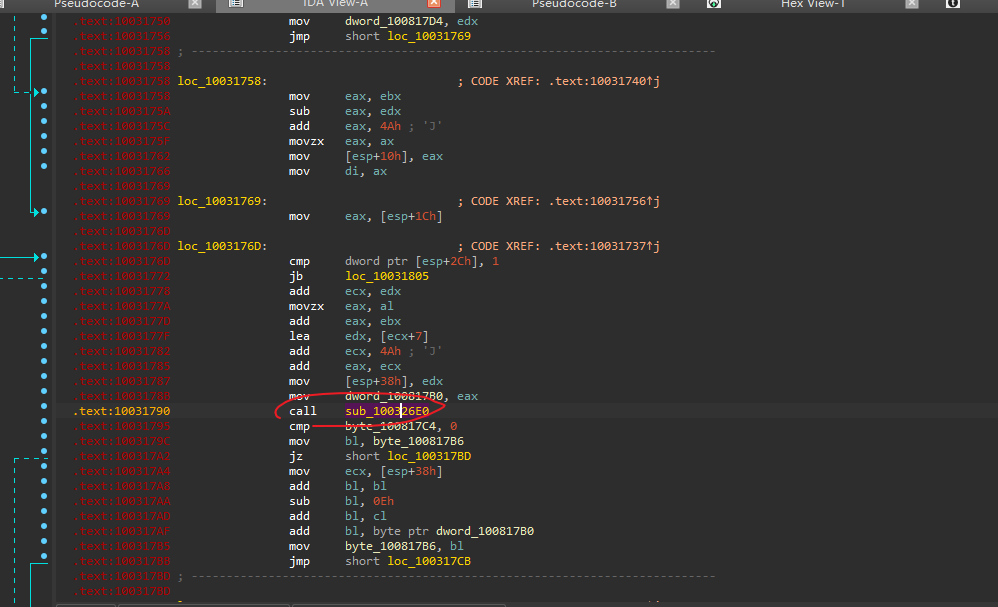 Pseudocode-A IDA View-A Pseudocode-B Hex View-1
.text:10031750 mov dword_100817D4, edx
.text:10031756 jmp short loc_10031769
.text:10031758 ; ---------------------------------------------------------------------------
.text:10031758
.text:10031758 loc_10031758: ; CODE XREF: .text:10031740↑j
.text:10031758 mov eax, ebx
.text:1003175A sub eax, edx
.text:1003175C add eax, 4Ah ; 'J'
.text:1003175F movzx eax, ax
.text:10031762 mov [esp+10h], eax
.text:10031766 mov di, ax
.text:10031769
.text:10031769 loc_10031769: ; CODE XREF: .text:10031756↑j
.text:10031769 mov eax, [esp+1Ch]
.text:1003176D
.text:1003176D loc_1003176D: ; CODE XREF: .text:10031737↑j
.text:1003176D cmp dword ptr [esp+2Ch], 1
.text:10031772 jb loc_10031805
.text:10031778 add ecx, edx
.text:1003177A movzx eax, al
.text:1003177D add eax, ebx
.text:1003177F lea edx, [ecx+7]
.text:10031782 add ecx, 4Ah ; 'J'
.text:10031785 add eax, ecx
.text:10031787 mov [esp+38h], edx
.text:1003178B mov dword_100817B0, eax
.text:10031790 call sub_100326E0
.text:10031795 cmp byte_100817C4, 0
.text:1003179C mov bl, byte_100817B6
.text:100317A2 jz short loc_100317BD
.text:100317A4 mov ecx, [esp+38h]
.text:100317A8 add bl, bl
.text:100317AA sub bl, 0Eh
.text:100317AD add bl, cl
.text:100317AF add bl, byte ptr dword_100817B0
.text:100317B5 mov byte_100817B6, bl
.text:100317BB jmp short loc_100317CB
.text:100317BD ; ---------------------------------------------------------------------------
.text:100317BD